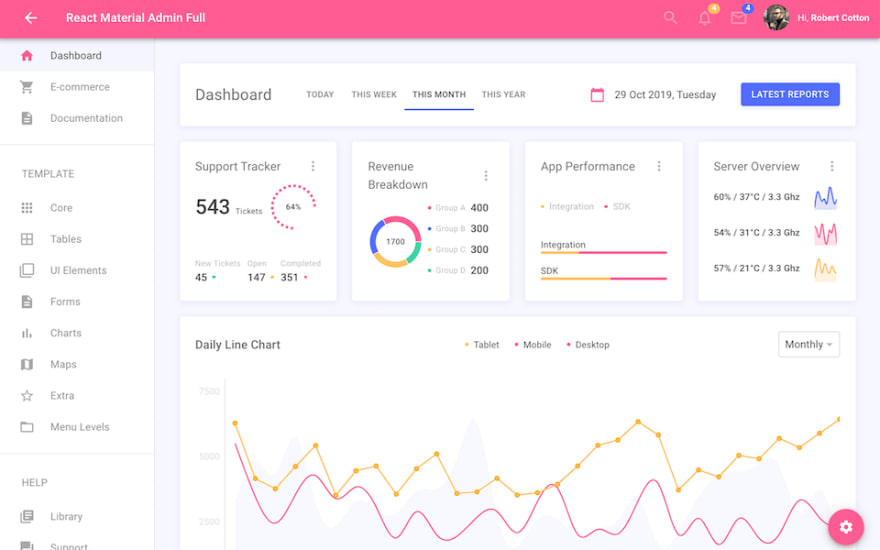 React Material Admin Full
4
4
Hi, Robert Cotton
Dashboard
E-commerce
Documentation
TEMPLATE
Core
Tables
UI Elements
Forms
Charts
Maps
Extra
Menu Levels
HELP
Library
Support
Dashboard
TODAY
THIS WEEK
THIS MONTH
THIS YEAR
29 Oct 2019, Tuesday
LATEST REPORTS
Support Tracker
543 Tickets
64%
New Tickets
45
Open
147
Completed
351
Revenue
Breakdown
1700
Group A 400
Group B 300
Group C 300
Group D 200
App Performance
Integration
SDK
Integration
SDK
Server Overview
60% / 37°C / 3.3 Ghz
54% / 31°C / 3.3 Ghz
57% / 21°C / 3.3 Ghz
Daily Line Chart
Tablet
Mobile
Desktop
Monthly
7500
5000
2500